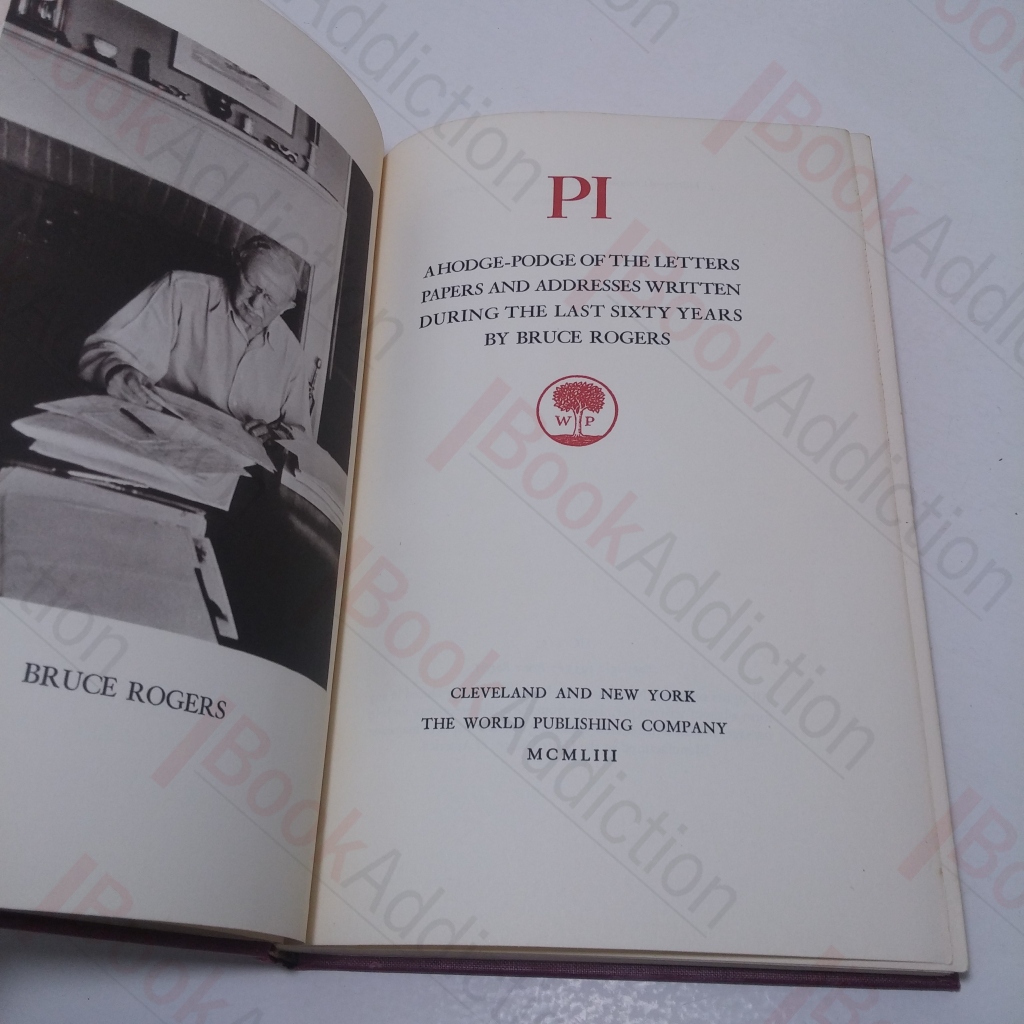 BRUCE ROGERS
PI
A HODGE-PODGE OF THE LETTERS
PAPERS AND ADDRESSES WRITTEN
DURING THE LAST SIXTY YEARS
BY BRUCE ROGERS
W P
CLEVELAND AND NEW YORK
THE WORLD PUBLISHING COMPANY
MCMLIII
BookAddiction